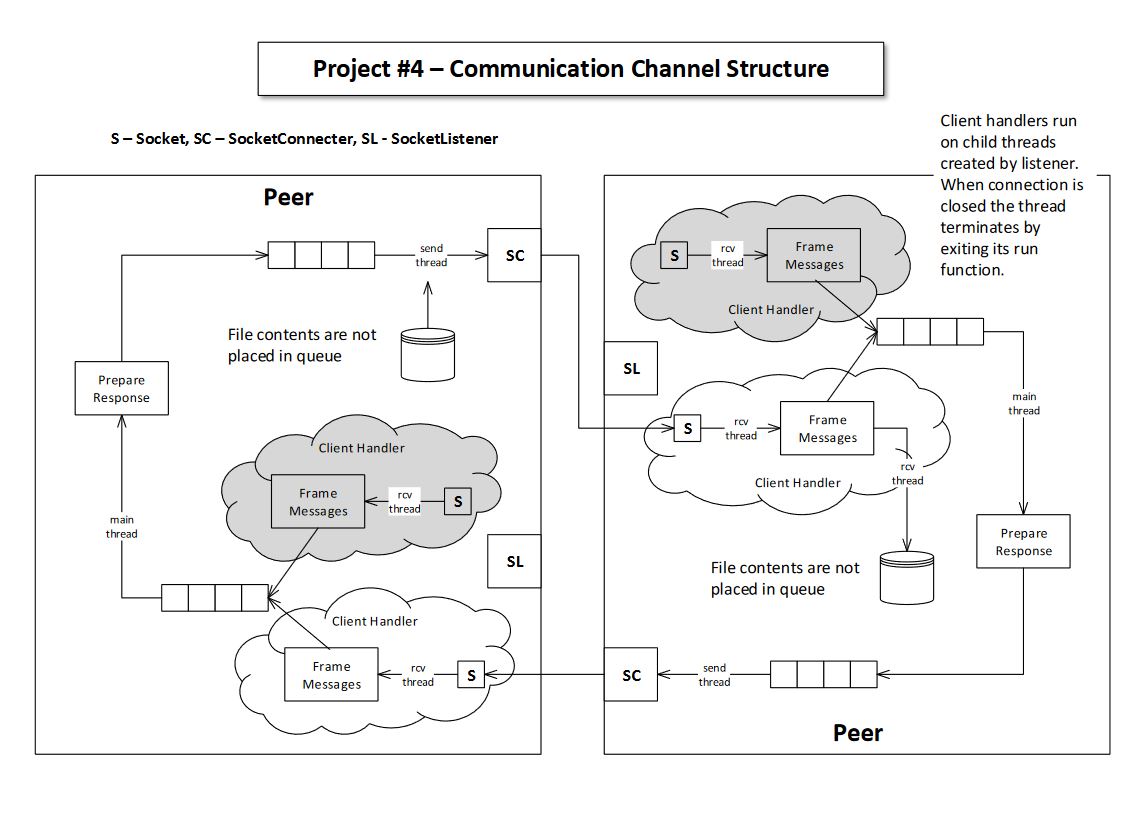 Project #4 – Communication Channel Structure
S – Socket, SC – SocketConnecter, SL - SocketListener
Client handlers run
on child threads
created by listener.
When connection is
closed the thread
terminates by
exiting its run
function.
Peer
send
thread
SC
File contents are not
placed in queue
Prepare
Response
main
thread
Client Handler
Frame
Messages
rcv
thread
S
SL
Client Handler
Frame
Messages
rcv
thread
S
S
rcv
thread
Frame
Messages
Client Handler
SL
S
rcv
thread
Frame
Messages
Client Handler
rcv
thread
main
thread
Prepare
Response
File contents are not
placed in queue
SC
send
thread
Peer